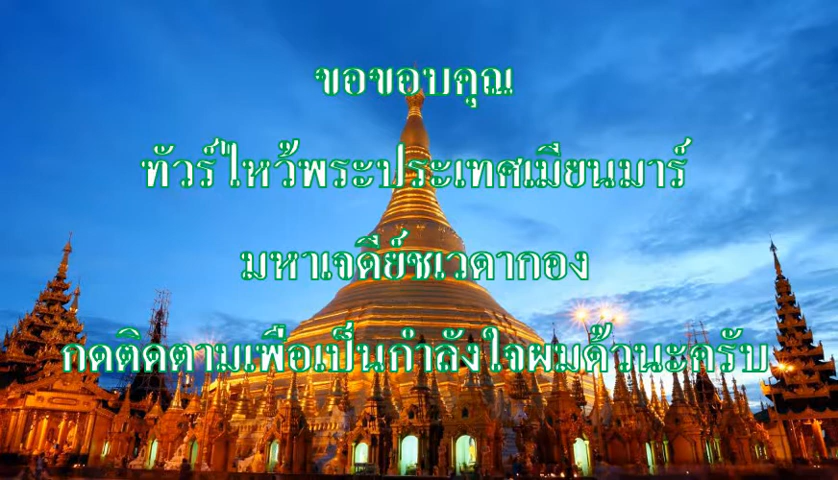 ขอขอบคุณ
ทัวร์ไหว้พระประเทศเมียนมาร์
มหาเจดีย์ชเวดากอง
กดติดตามเพื่อเป็นกำลังใจผมด้วนะครับ